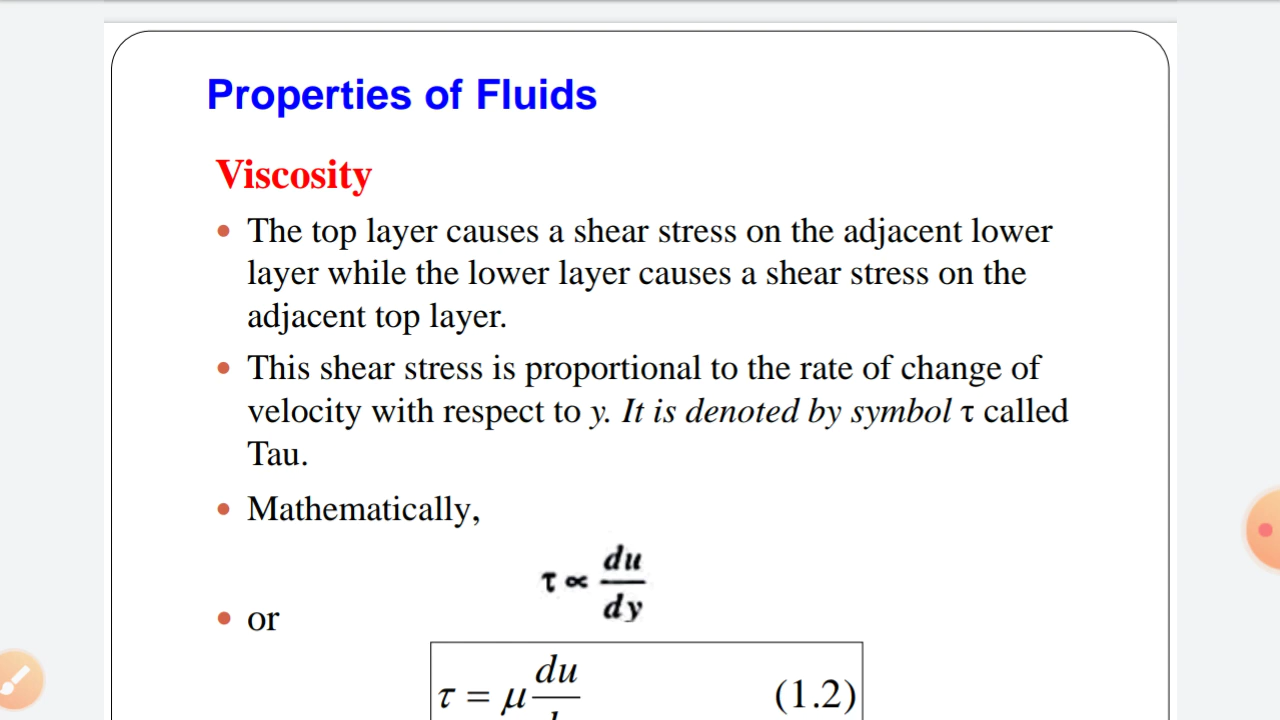 Properties of Fluids
Viscosity
• The top layer causes a shear stress on the adjacent lower
layer while the lower layer causes a shear stress on the
adjacent top layer.
• This shear stress is proportional to the rate of change of
velocity with respect to y. It is denoted by symbol τ called
Tau.
• Mathematically,
τ ∝ du/dy
• or
τ = μ du (1.2)